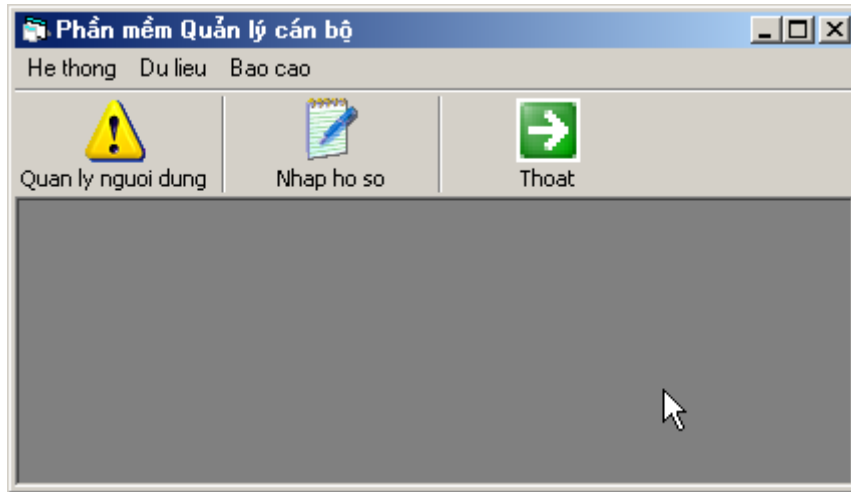 Phần mềm Quản lý cán bộ
He thong Du lieu Bao cao
Quan ly nguoi dung Nhap ho so Thoat